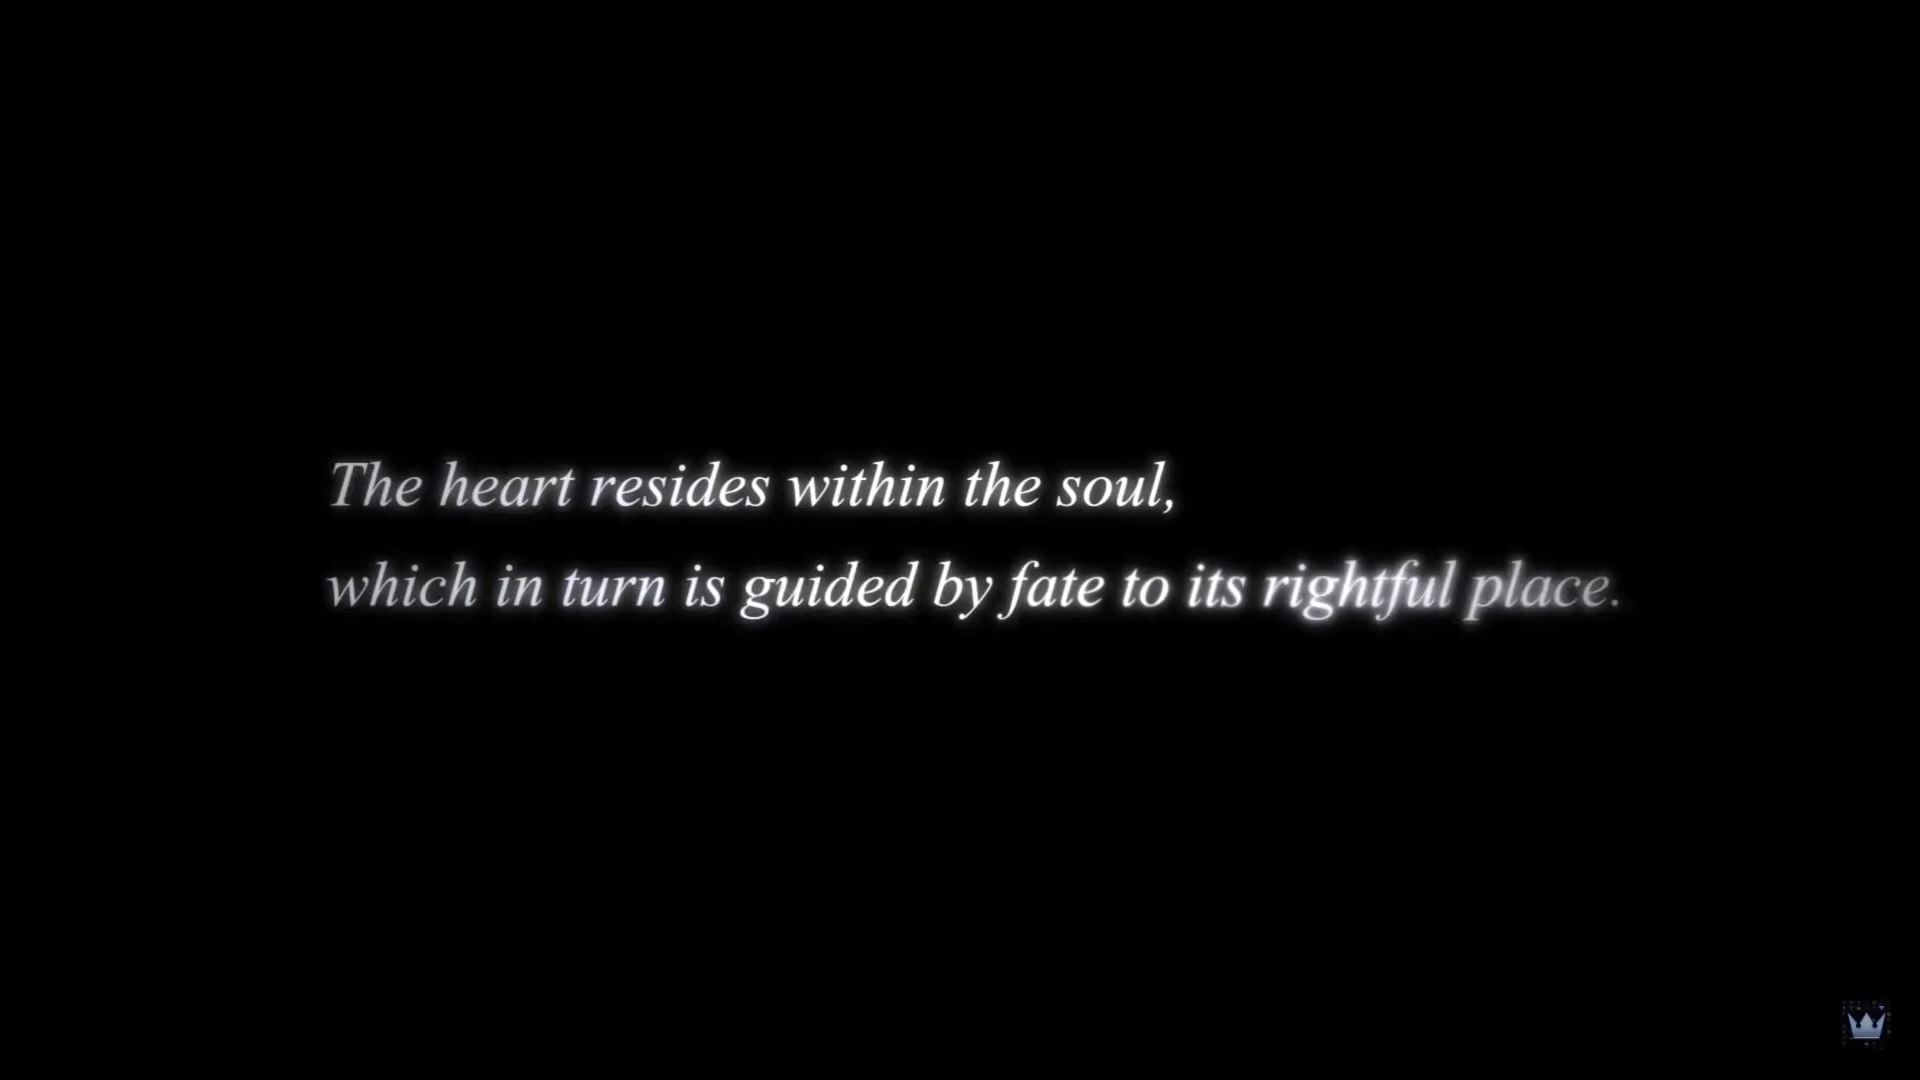 The heart resides within the soul,
which in turn is guided by fate to its rightful place.